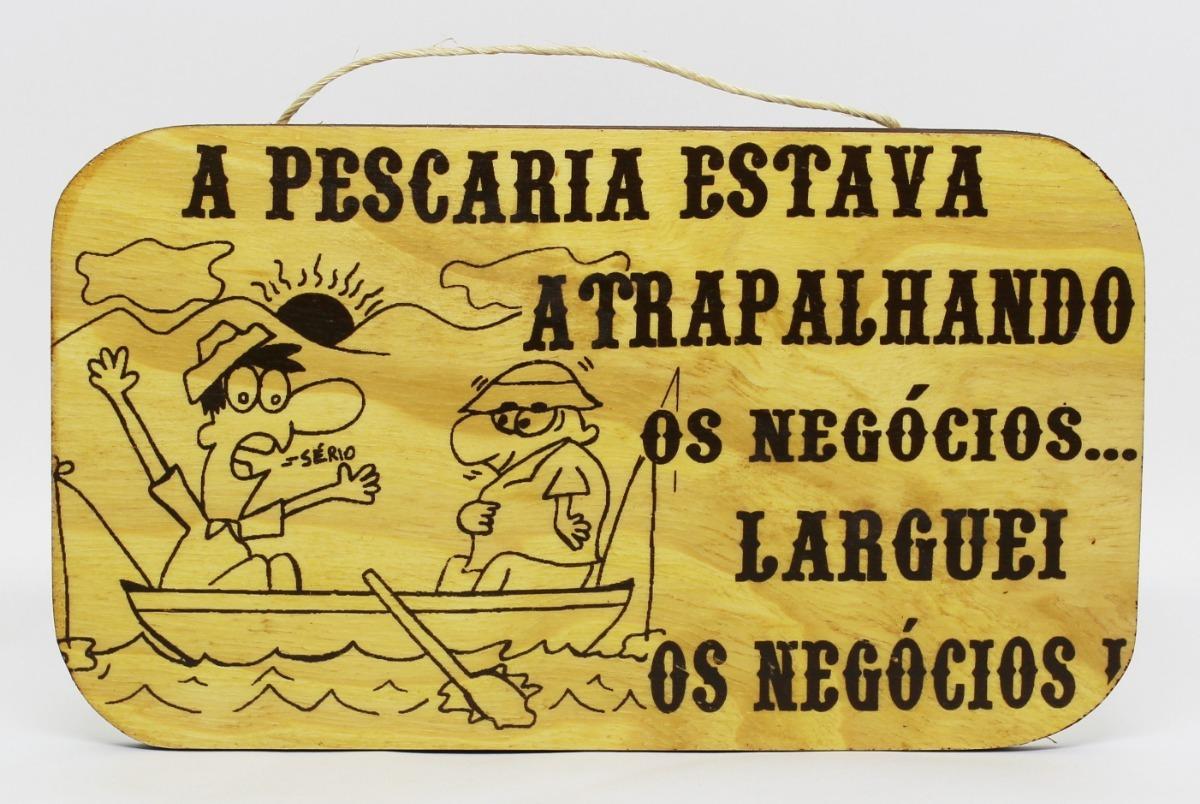 A PESCARIA ESTAVA
ATRAPALHANDO
OS NEGÓCIOS...
LARGUEI
OS NEGÓCIOS !
-SÉRIO